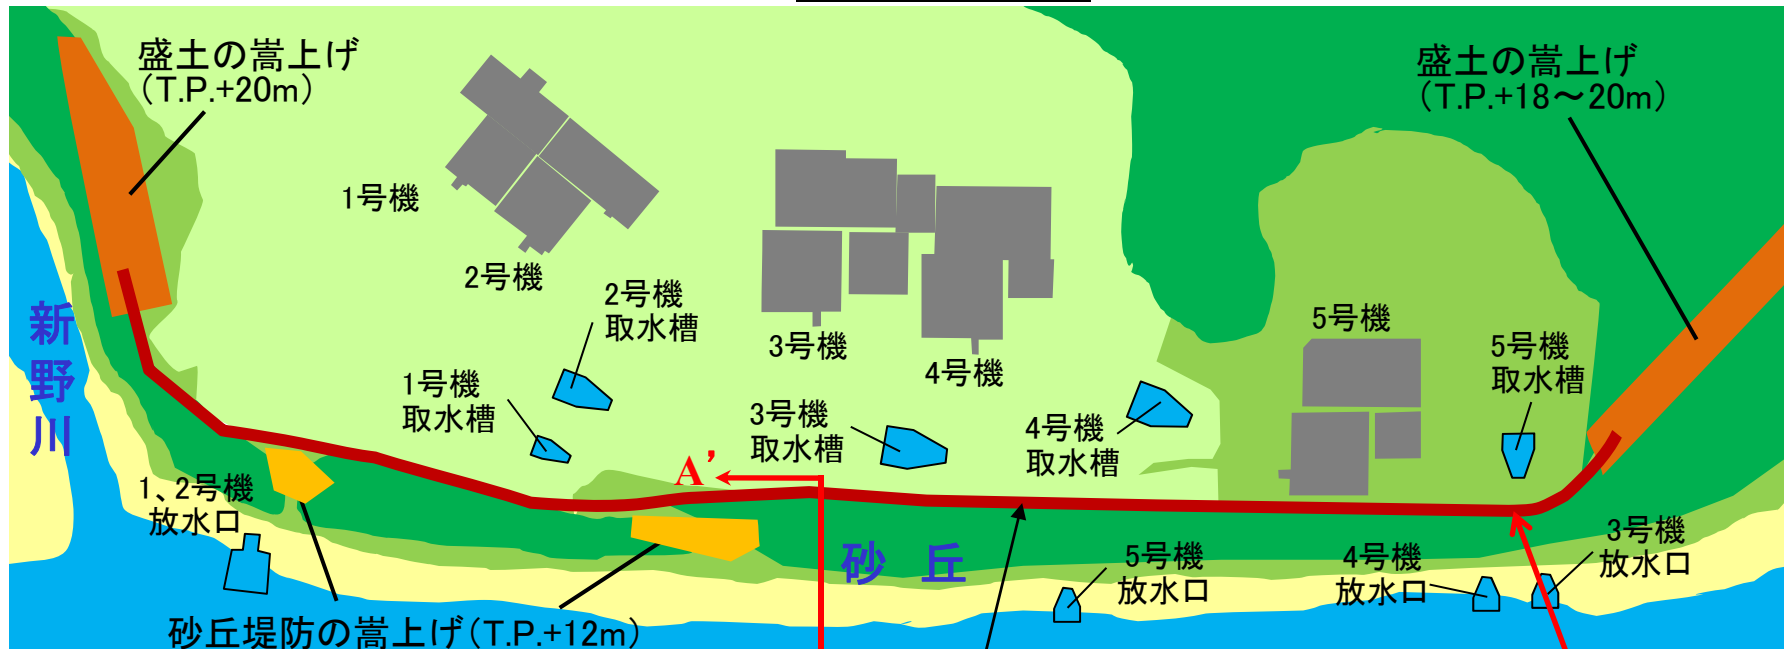 盛土の嵩上げ
(T.P.+20m)
盛土の嵩上げ
(T.P.+18～20m)
1号機
2号機
2号機
取水槽
3号機
4号機
5号機
5号機
取水槽
1号機
取水槽
3号機
取水槽
4号機
取水槽
新野川
A’
1、2号機
放水口
砂丘
5号機
放水口
4号機
放水口
3号機
放水口
砂丘堤防の嵩上げ(T.P.+12m)